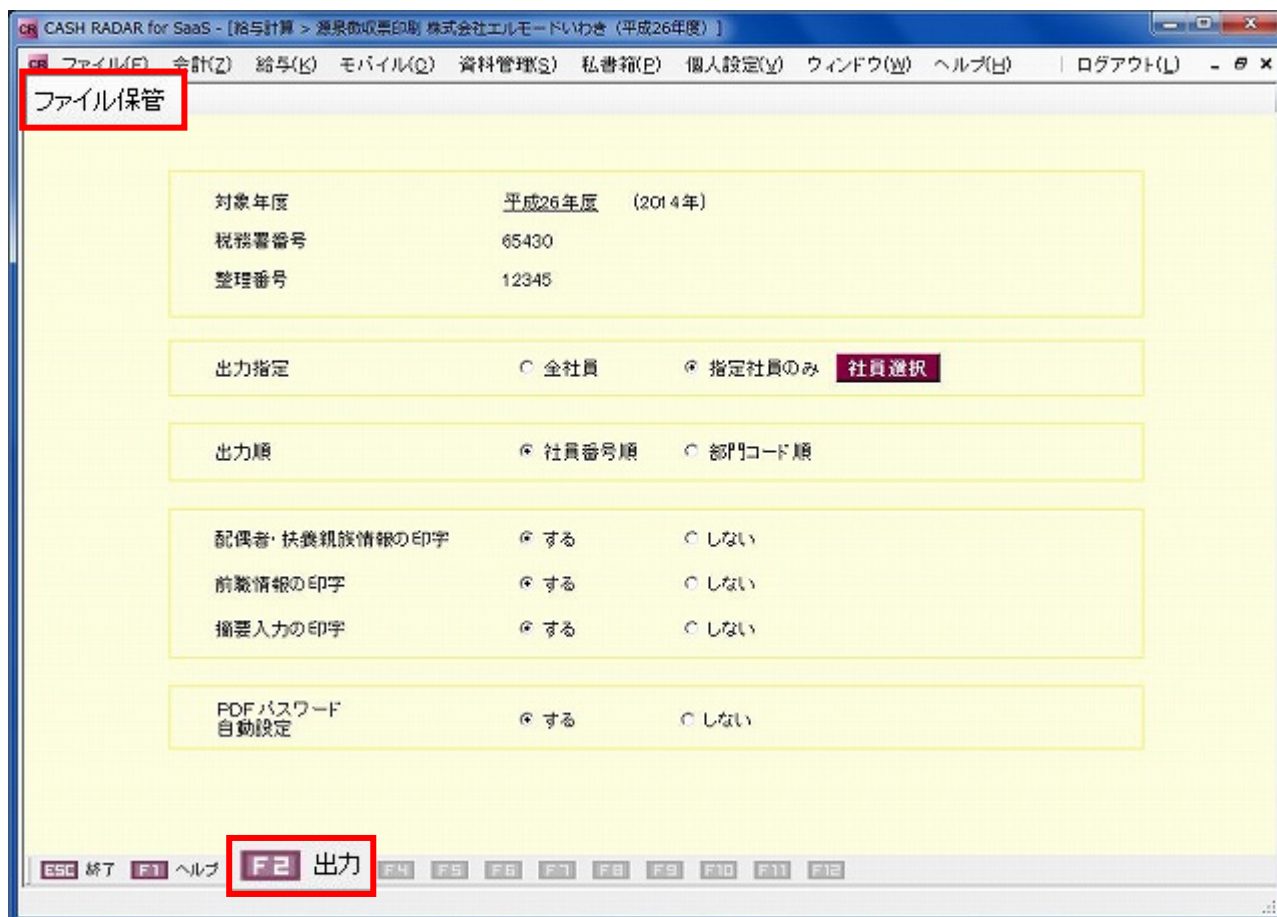 CR CASH RADAR for SaaS - [給与計算 > 源泉徴収票印刷 株式会社エルモードいわき (平成26年度) ]
CR ファイル(F) 会計(Z) 給与(K) モバイル(O) 資料管理(S) 私書箱(P) 個人設定(V) ウィンドウ(W) ヘルプ(H) ログアウト(L)
ファイル保管
対象年度 平成26年度 (2014年)
税務署番号 65430
整理番号 12345
出力指定 全社員 指定社員のみ 社員選択
出力順 社員番号順 部門コード順
配偶者・扶養親族情報の印字 する しない
前職情報の印字 する しない
摘要入力の印字 する しない
PDFパスワード
自動設定 する しない
ESC 終了 F1 ヘルプ F2 出力 F4 F5 F6 F7 F8 F9 F10 F11 F12